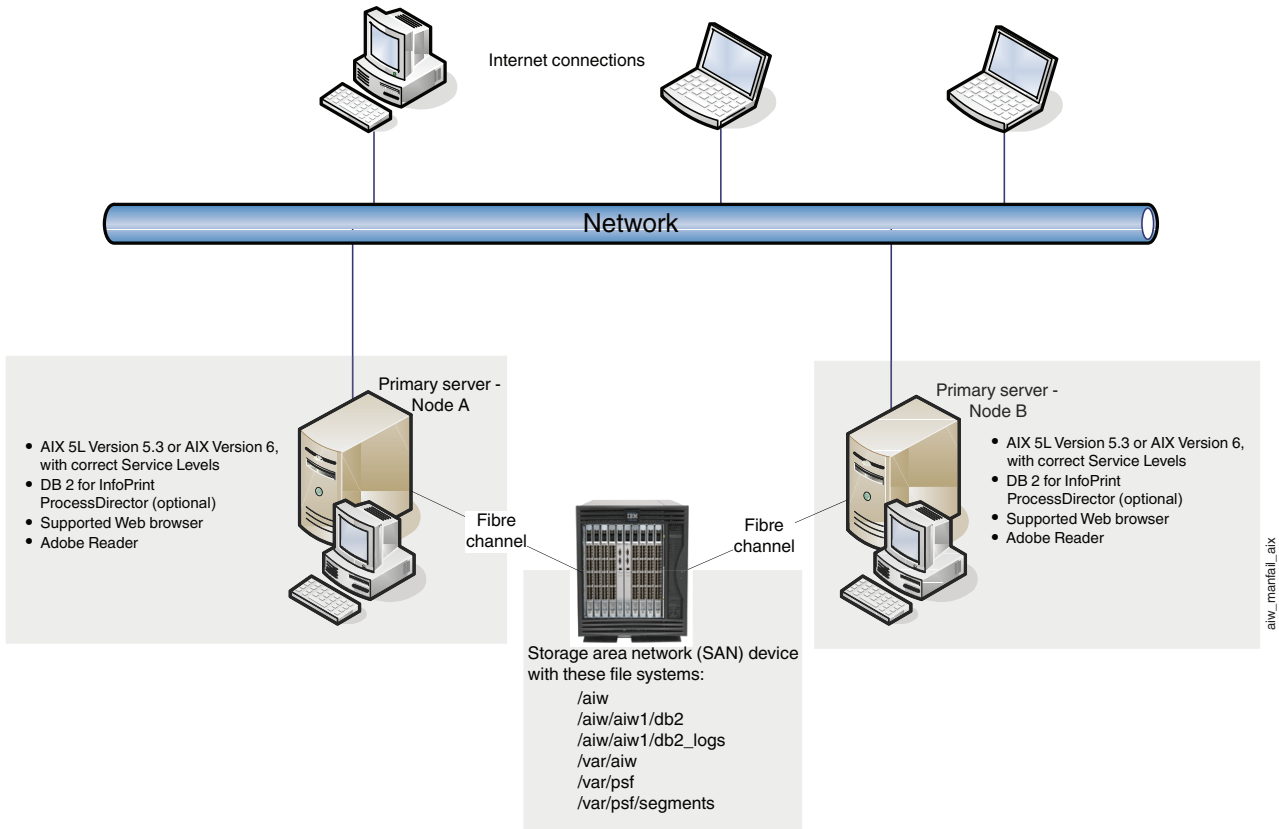 Internet connections
Network
Primary server -
Node A
• AIX 5L Version 5.3 or AIX Version 6,
with correct Service Levels
• DB 2 for InfoPrint
ProcessDirector (optional)
• Supported Web browser
• Adobe Reader
Fibre
channel
IBM
Fibre
channel
Primary server -
Node B
• AIX 5L Version 5.3 or AIX Version 6,
with correct Service Levels
• DB 2 for InfoPrint
ProcessDirector (optional)
• Supported Web browser
• Adobe Reader
Storage area network (SAN) device
with these file systems:
/aiw
/aiw/aiw1/db2
/aiw/aiw1/db2_logs
/var/aiw
/var/psf
/var/psf/segments
aiw_manfail_aix